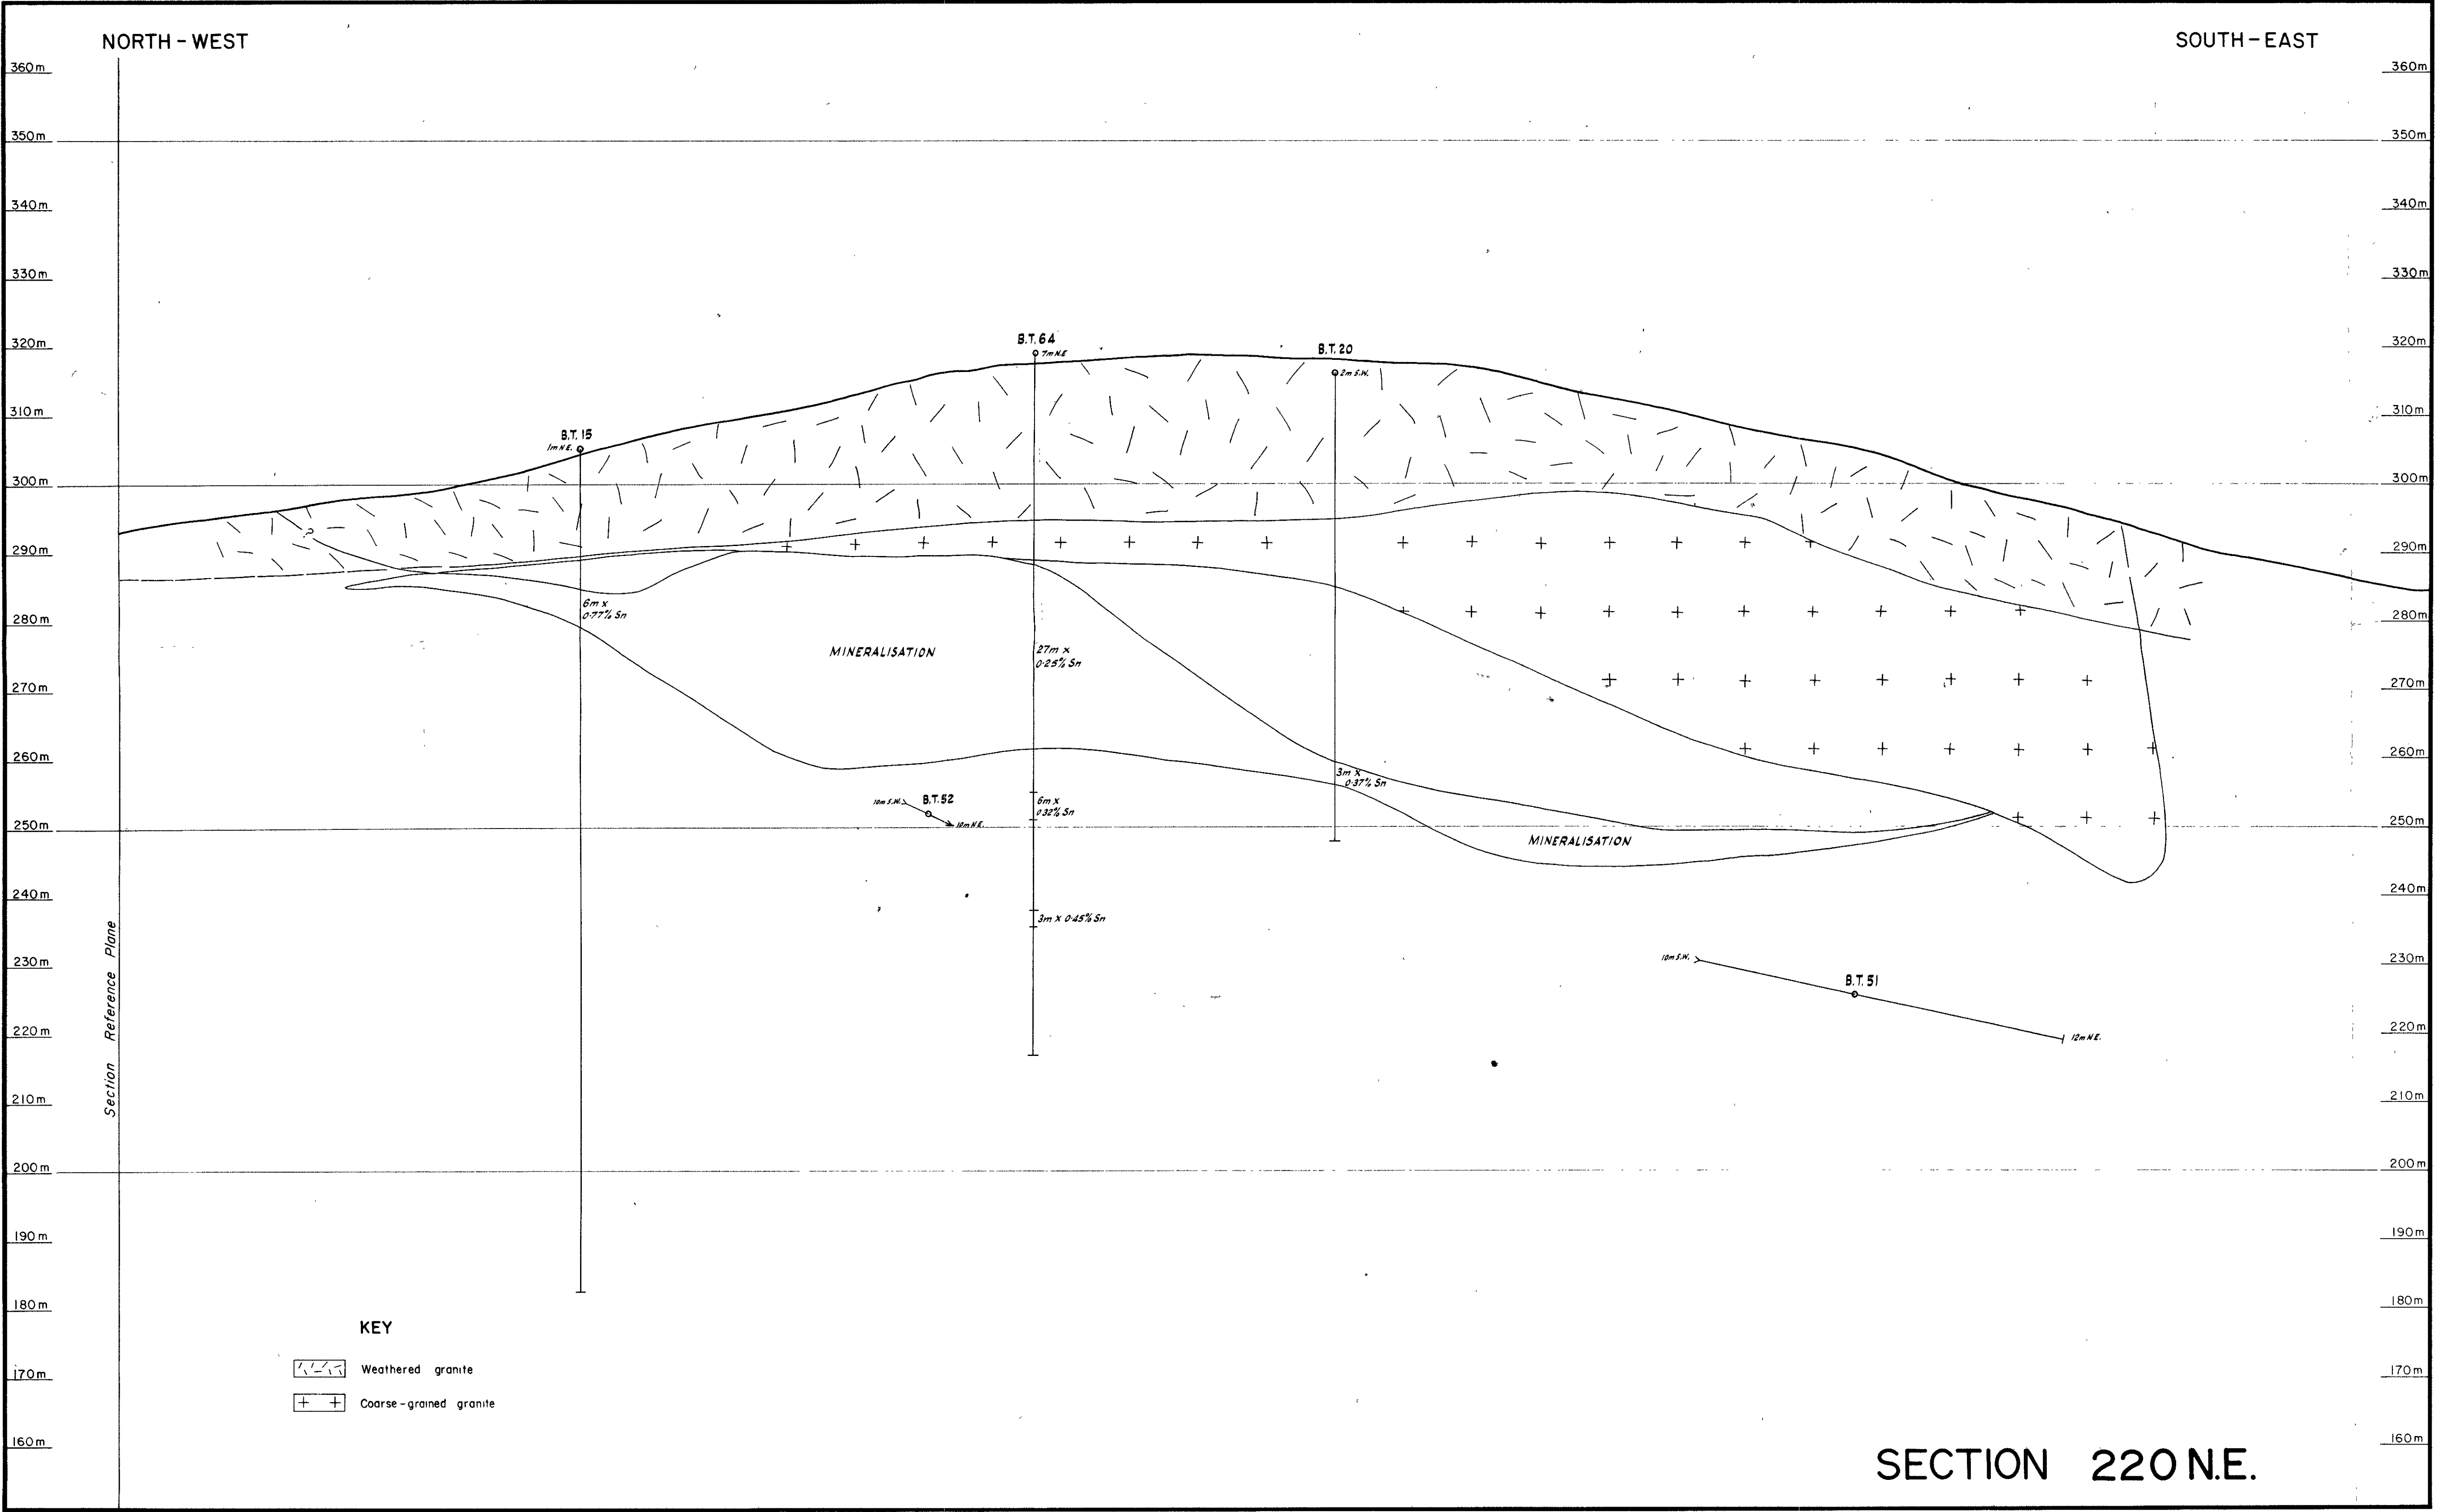 NORTH - WEST
SOUTH - EAST
360m
360m
350m
350m
340m
340m
330m
330m
320m
320m
310m
310m
300m
300m
290m
290m
280m
280m
270m
270m
260m
260m
250m
250m
240m
240m
230m
230m
220m
220m
210m
210m
200m
200m
190m
190m
180m
180m
170m
170m
160m
160m
B.T. 64
7m N.E
B.T. 20
2m S.W.
B.T. 15
1m N.E.
?
6m x
0·77% Sn
MINERALISATION
27m x
0·25% Sn
3m x
0·37% Sn
10m S.W.
B.T. 52
10m N.E.
6m x
0·32% Sn
MINERALISATION
3m x 0·45% Sn
10m S.W.
B.T. 51
12m N.E.
Section Reference Plane
KEY
Weathered granite
Coarse-grained granite
SECTION 220 N.E.